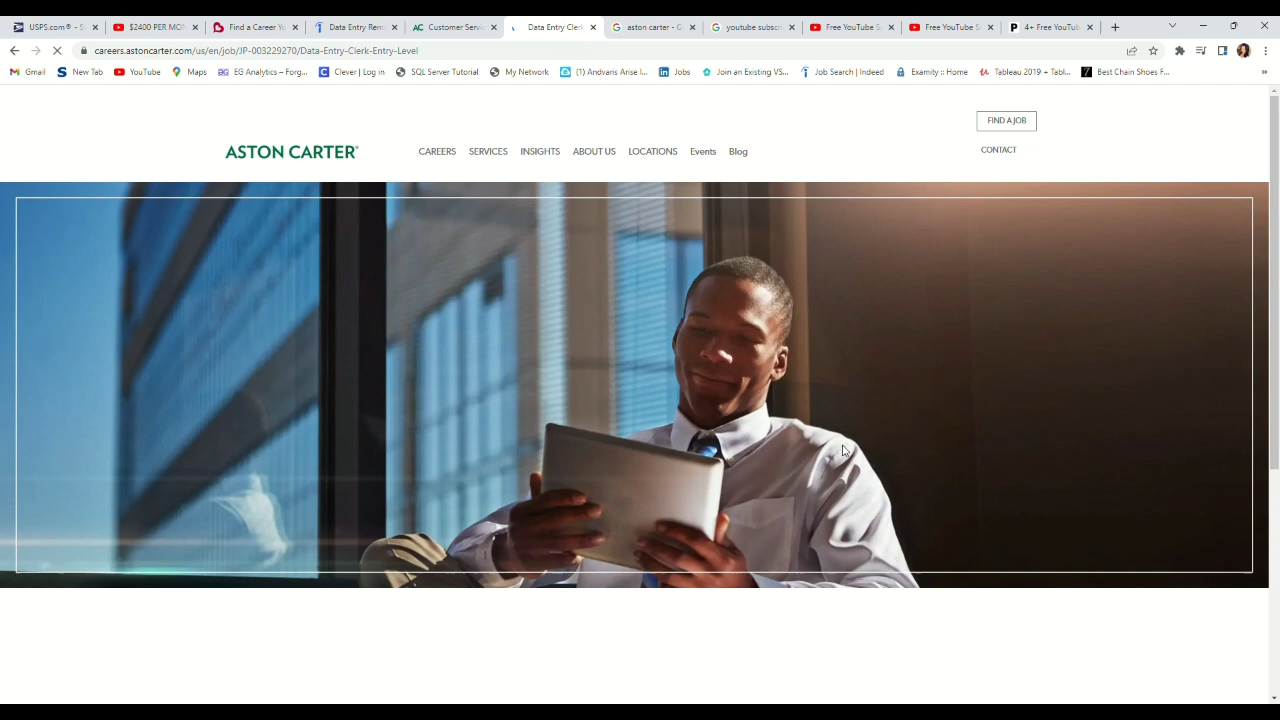 USPS.com® - S
$2400 PER MO
Find a Career Yo
Data Entry Rem
AC Customer Servic
Data Entry Clerk
aston carter - G
youtube subscri
Free YouTube S
Free YouTube S
4+ Free YouTub
careers.astoncarter.com/us/en/job/JP-003229270/Data-Entry-Clerk-Entry-Level
Gmail
New Tab
YouTube
Maps
EG Analytics – Forg...
Clever | Log in
SQL Server Tutorial
My Network
(1) Andvaris Arise I...
Jobs
Join an Existing VS...
Job Search | Indeed
Examity :: Home
Tableau 2019 + Tabl...
Best Chain Shoes F...
»
FIND A JOB
ASTON CARTER®
CAREERS SERVICES INSIGHTS ABOUT US LOCATIONS Events Blog
CONTACT